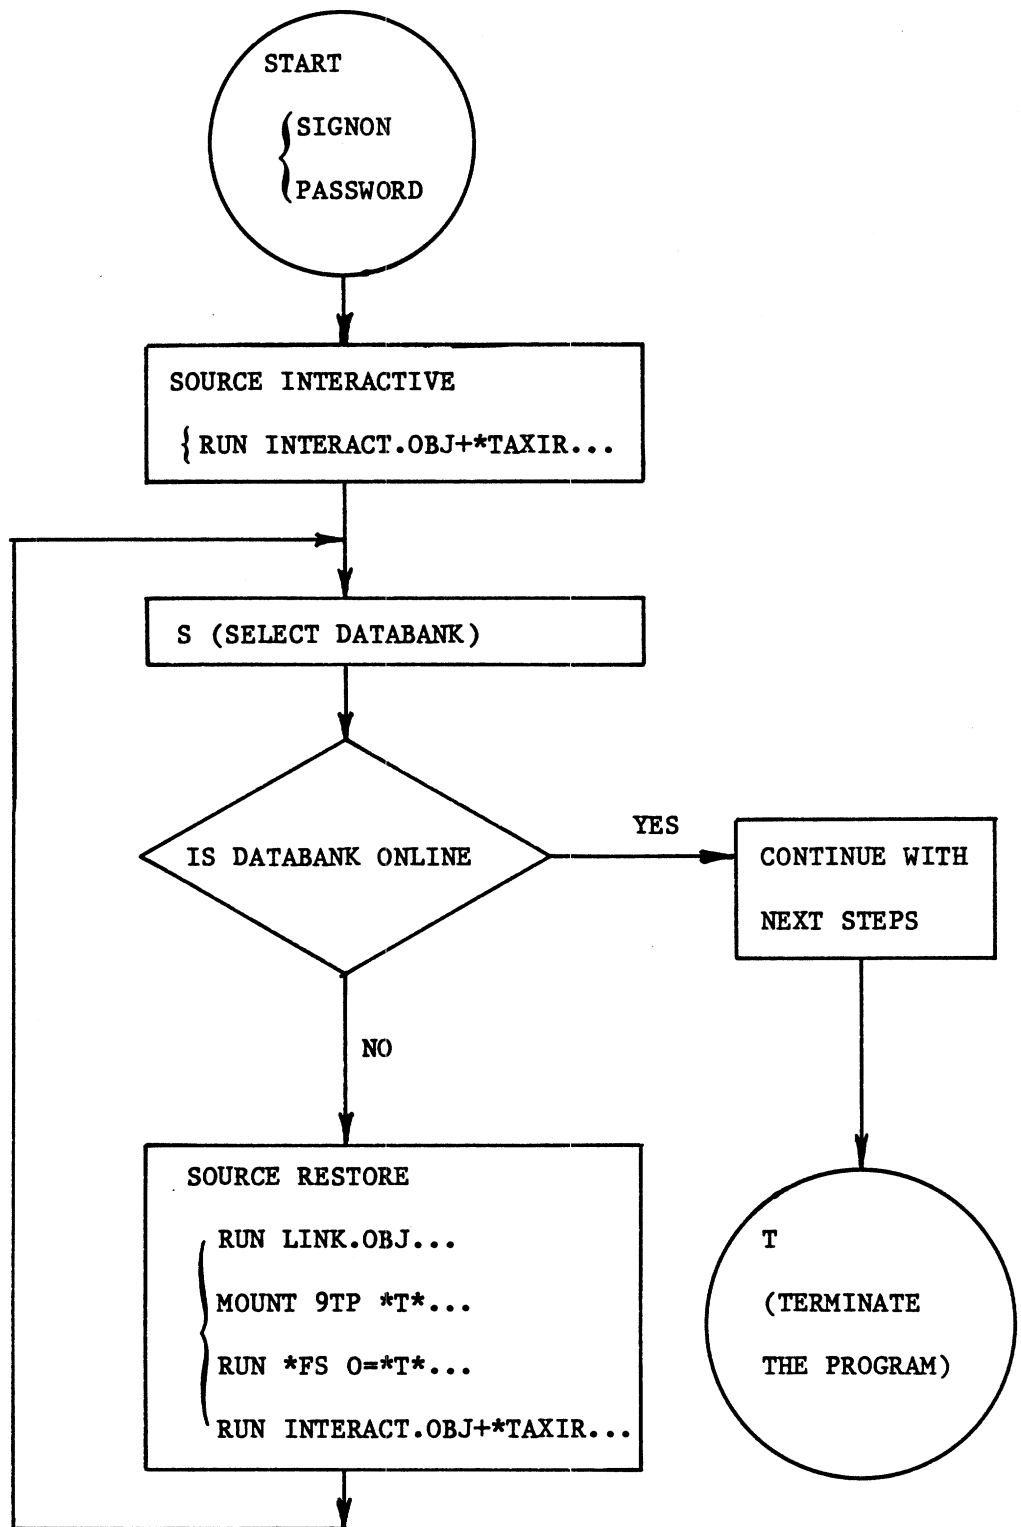 START
SIGNON
PASSWORD
SOURCE INTERACTIVE
{ RUN INTERACT.OBJ+*TAXIR...
S (SELECT DATABANK)
IS DATABANK ONLINE
YES
CONTINUE WITH
NEXT STEPS
NO
SOURCE RESTORE
RUN LINK.OBJ...
MOUNT 9TP *T*...
RUN *FS O=*T*...
RUN INTERACT.OBJ+*TAXIR...
T
(TERMINATE
THE PROGRAM)